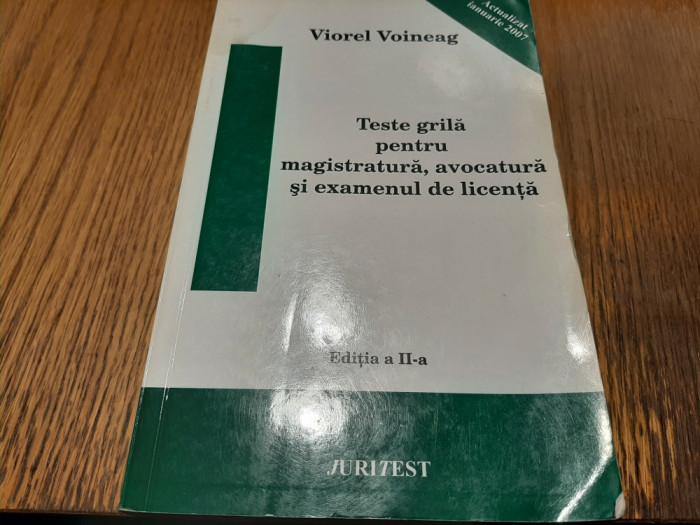 Viorel Voineag
Actualizat
ianuarie 2007
Teste grilă
pentru
magistratură, avocatură
şi examenul de licenţă
Ediţia a II-a
JURITEST